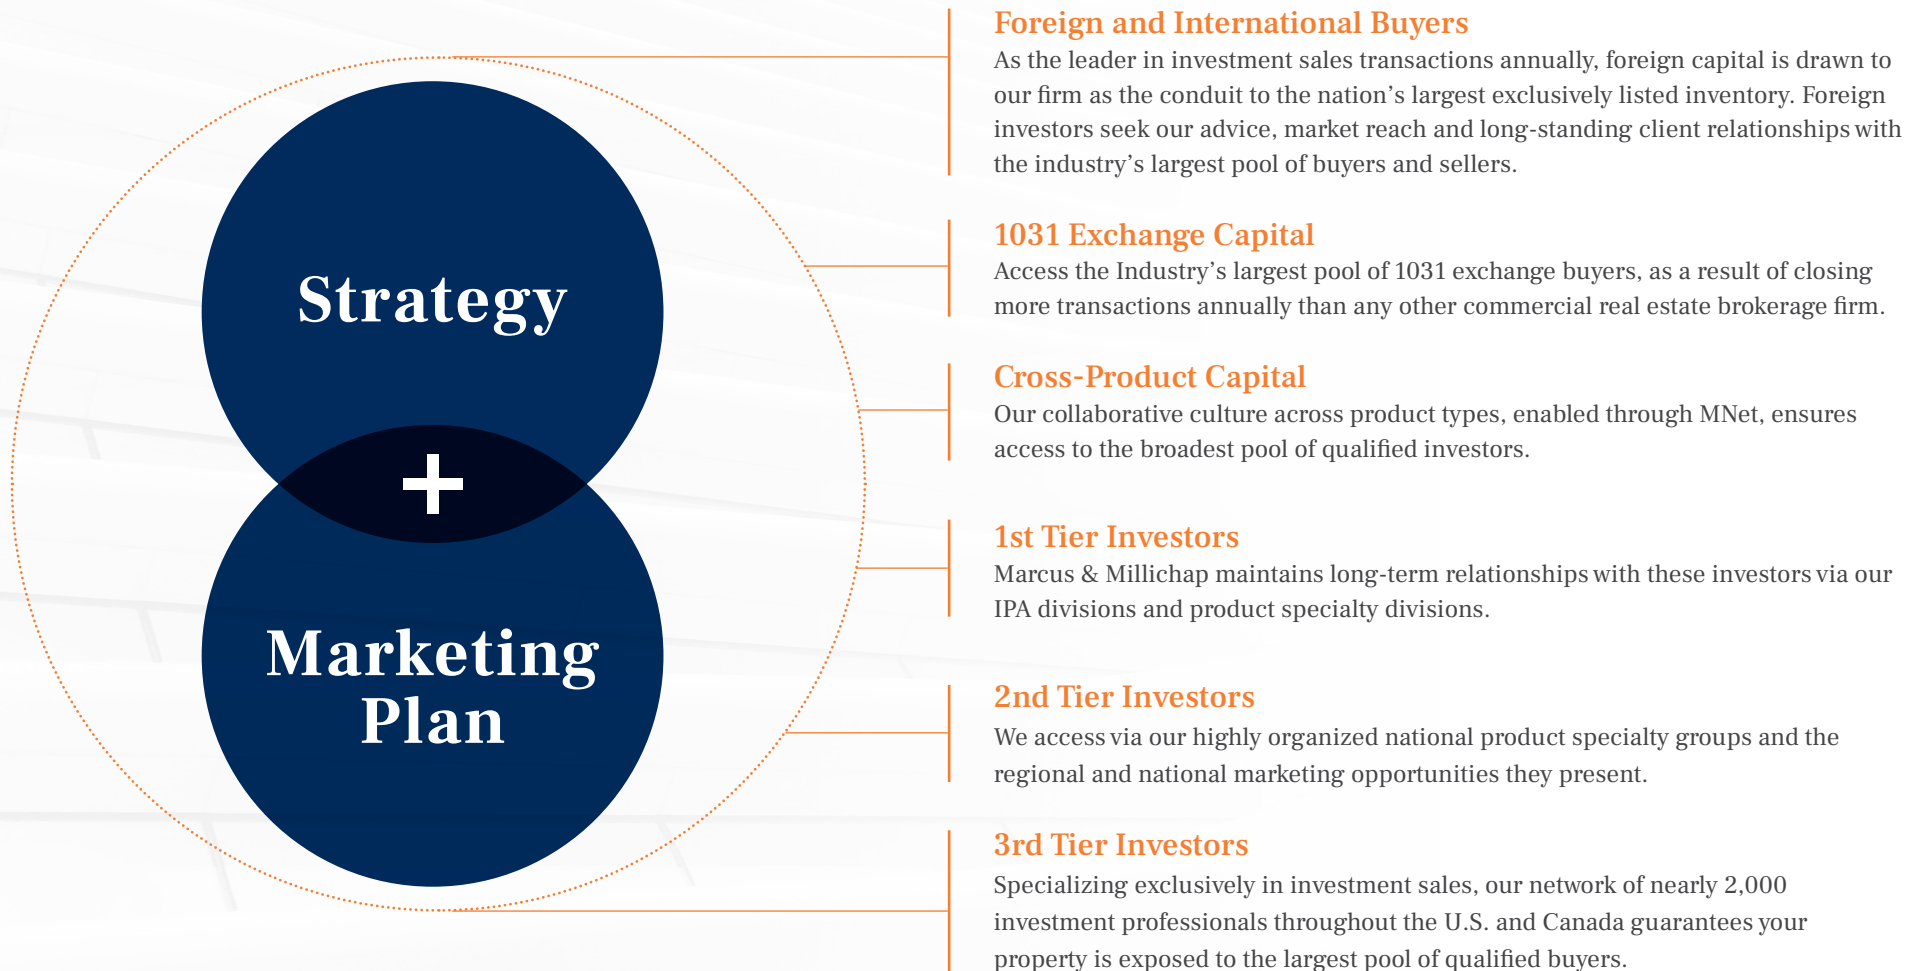 Strategy
+
Marketing
Plan
Foreign and International Buyers
As the leader in investment sales transactions annually, foreign capital is drawn to
our firm as the conduit to the nation’s largest exclusively listed inventory. Foreign
investors seek our advice, market reach and long-standing client relationships with
the industry’s largest pool of buyers and sellers.
1031 Exchange Capital
Access the Industry’s largest pool of 1031 exchange buyers, as a result of closing
more transactions annually than any other commercial real estate brokerage firm.
Cross-Product Capital
Our collaborative culture across product types, enabled through MNet, ensures
access to the broadest pool of qualified investors.
1st Tier Investors
Marcus & Millichap maintains long-term relationships with these investors via our
IPA divisions and product specialty divisions.
2nd Tier Investors
We access via our highly organized national product specialty groups and the
regional and national marketing opportunities they present.
3rd Tier Investors
Specializing exclusively in investment sales, our network of nearly 2,000
investment professionals throughout the U.S. and Canada guarantees your
property is exposed to the largest pool of qualified buyers.